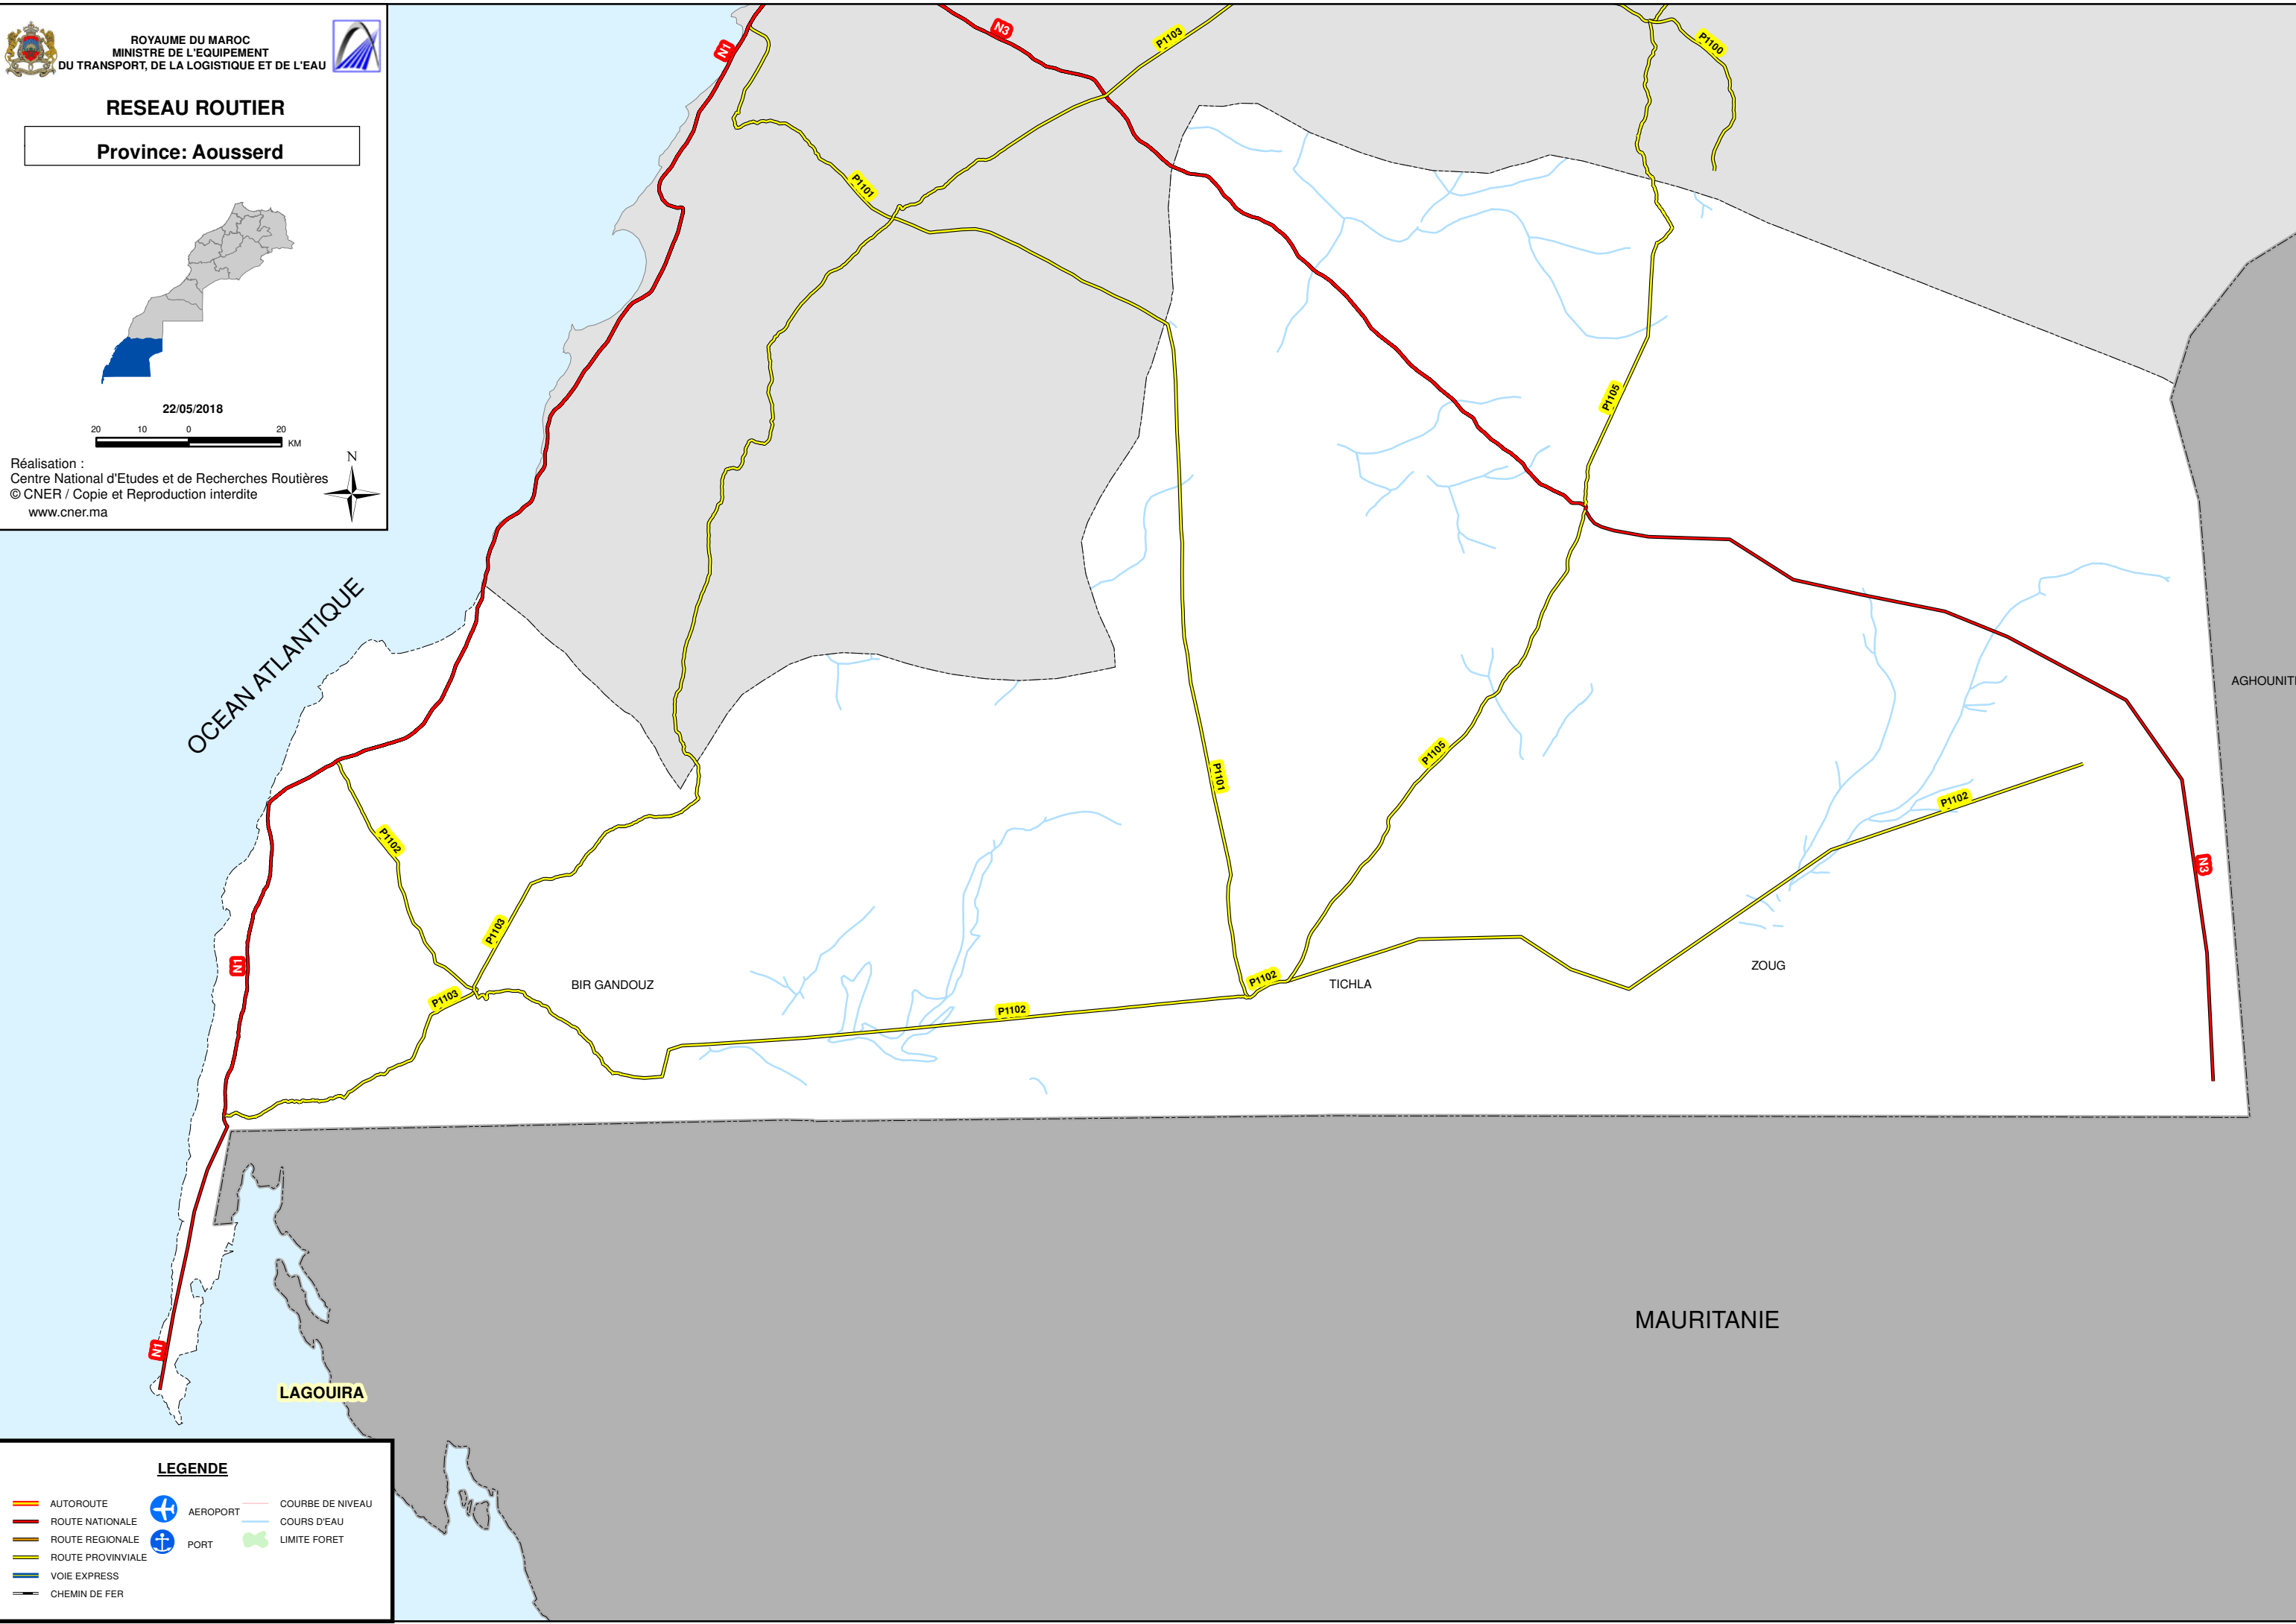 ROYAUME DU MAROC
MINISTRE DE L'EQUIPEMENT
DU TRANSPORT, DE LA LOGISTIQUE ET DE L'EAU
RESEAU ROUTIER
Province: Aousserd
22/05/2018
20 10 0 20
KM
Réalisation :
Centre National d'Etudes et de Recherches Routières
© CNER / Copie et Reproduction interdite
www.cner.ma
N
N1
N3
P1103
P1100
P1101
P1105
OCEAN ATLANTIQUE
AGHOUNIT
P1105
P1101
P1102
P1102
N3
P1103
N1
P1103
BIR GANDOUZ
P1102
P1102
TICHLA
ZOUG
MAURITANIE
N1
LAGOUIRA
LEGENDE
AUTOROUTE
ROUTE NATIONALE
ROUTE REGIONALE
ROUTE PROVINVIALE
VOIE EXPRESS
CHEMIN DE FER
AEROPORT
PORT
COURBE DE NIVEAU
COURS D'EAU
LIMITE FORET